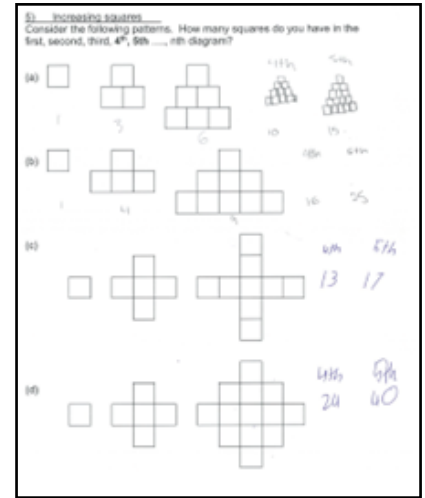 5) Increasing squares
Consider the following patterns. How many squares do you have in the
first, second, third, 4th, 5th ...., nth diagram?
4th 5th
(a)
1 3 6 10 15
4th 5th
(b)
1 4 9 16 25
(c) 4th 5th
13 17
4th 5th
(d) 24 40